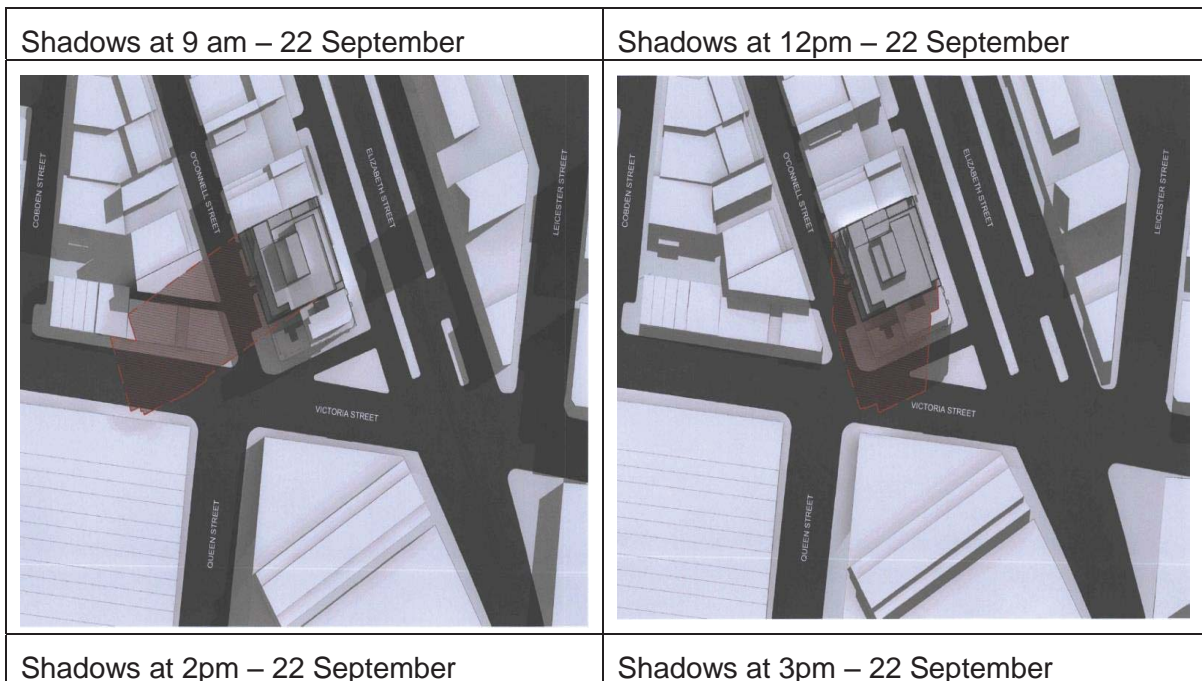 Shadows at 9 am – 22 September
Shadows at 12pm – 22 September
COBDEN STREET
O'CONNELL STREET
ELIZABETH STREET
LEICESTER STREET
VICTORIA STREET
QUEEN STREET
COBDEN STREET
O'CONNELL STREET
ELIZABETH STREET
LEICESTER STREET
VICTORIA STREET
QUEEN STREET
Shadows at 2pm – 22 September
Shadows at 3pm – 22 September